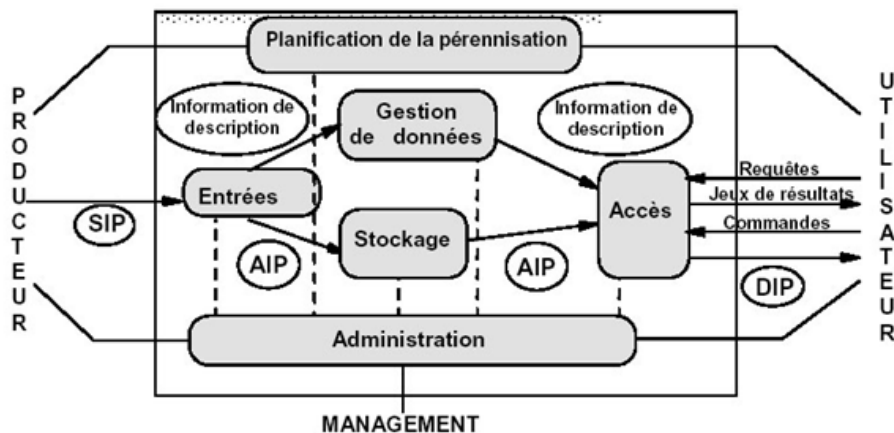 Planification de la pérennisation
PRODUCTEUR
UTILISATEUR
Information de
description
Gestion
de données
Information de
description
Requêtes
Entrées
Accès
Jeux de résultats
SIP
Commandes
Stockage
AIP
AIP
DIP
Administration
MANAGEMENT